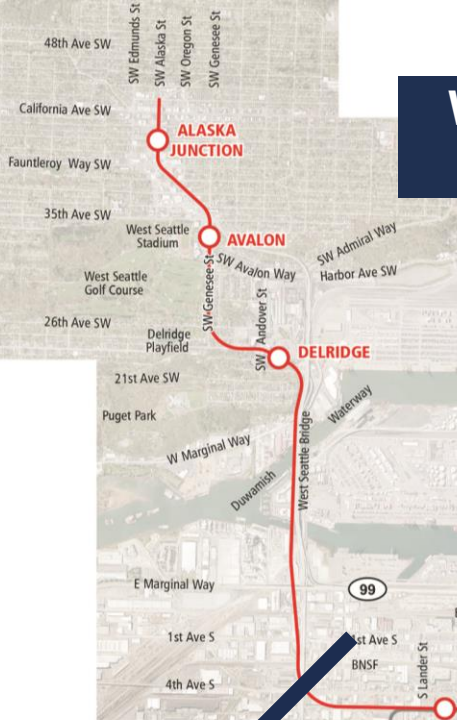 SW Edmunds St
SW Alaska St
SW Oregon St
SW Genesee St
48th Ave SW
California Ave SW
ALASKA
JUNCTION
Fauntleroy Way SW
35th Ave SW
West Seattle
Stadium
AVALON
SW Admiral Way
SW Avalon Way
Harbor Ave SW
West Seattle
Golf Course
SW Genesee St
SW Andover St
26th Ave SW
Delridge
Playfield
DELRIDGE
21st Ave SW
Puget Park
Waterway
W Marginal Way
West Seattle Bridge
Duwamish
E Marginal Way
99
1st Ave S
1st Ave S
BNSF
S Lander St
4th Ave S